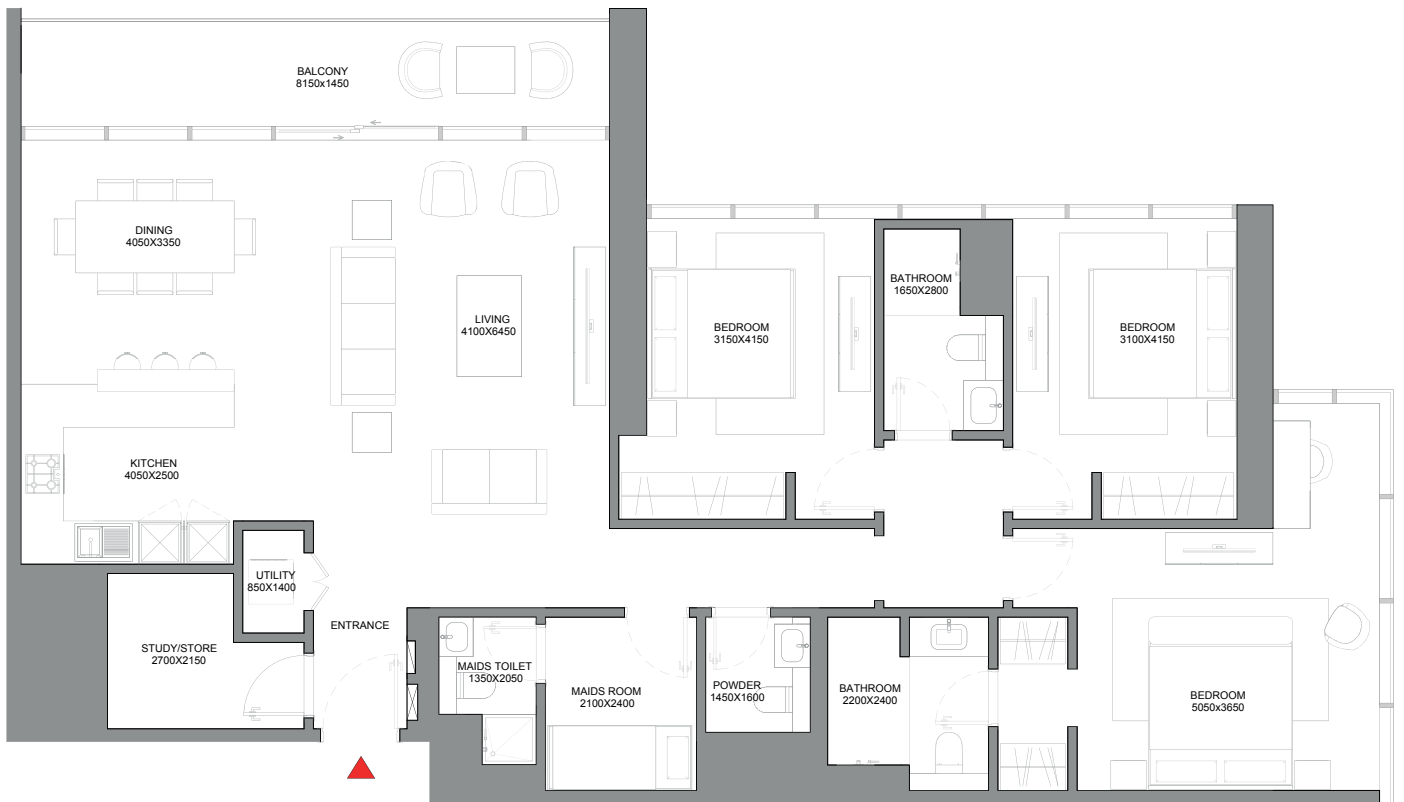 BALCONY
8150x1450
DINING
4050X3350
LIVING
4100X6450
BEDROOM
3150X4150
BATHROOM
1650X2800
BEDROOM
3100X4150
KITCHEN
4050X2500
UTILITY
850X1400
ENTRANCE
STUDY/STORE
2700X2150
MAIDS TOILET
1350X2050
MAIDS ROOM
2100X2400
POWDER
1450X1600
BATHROOM
2200X2400
BEDROOM
5050x3650